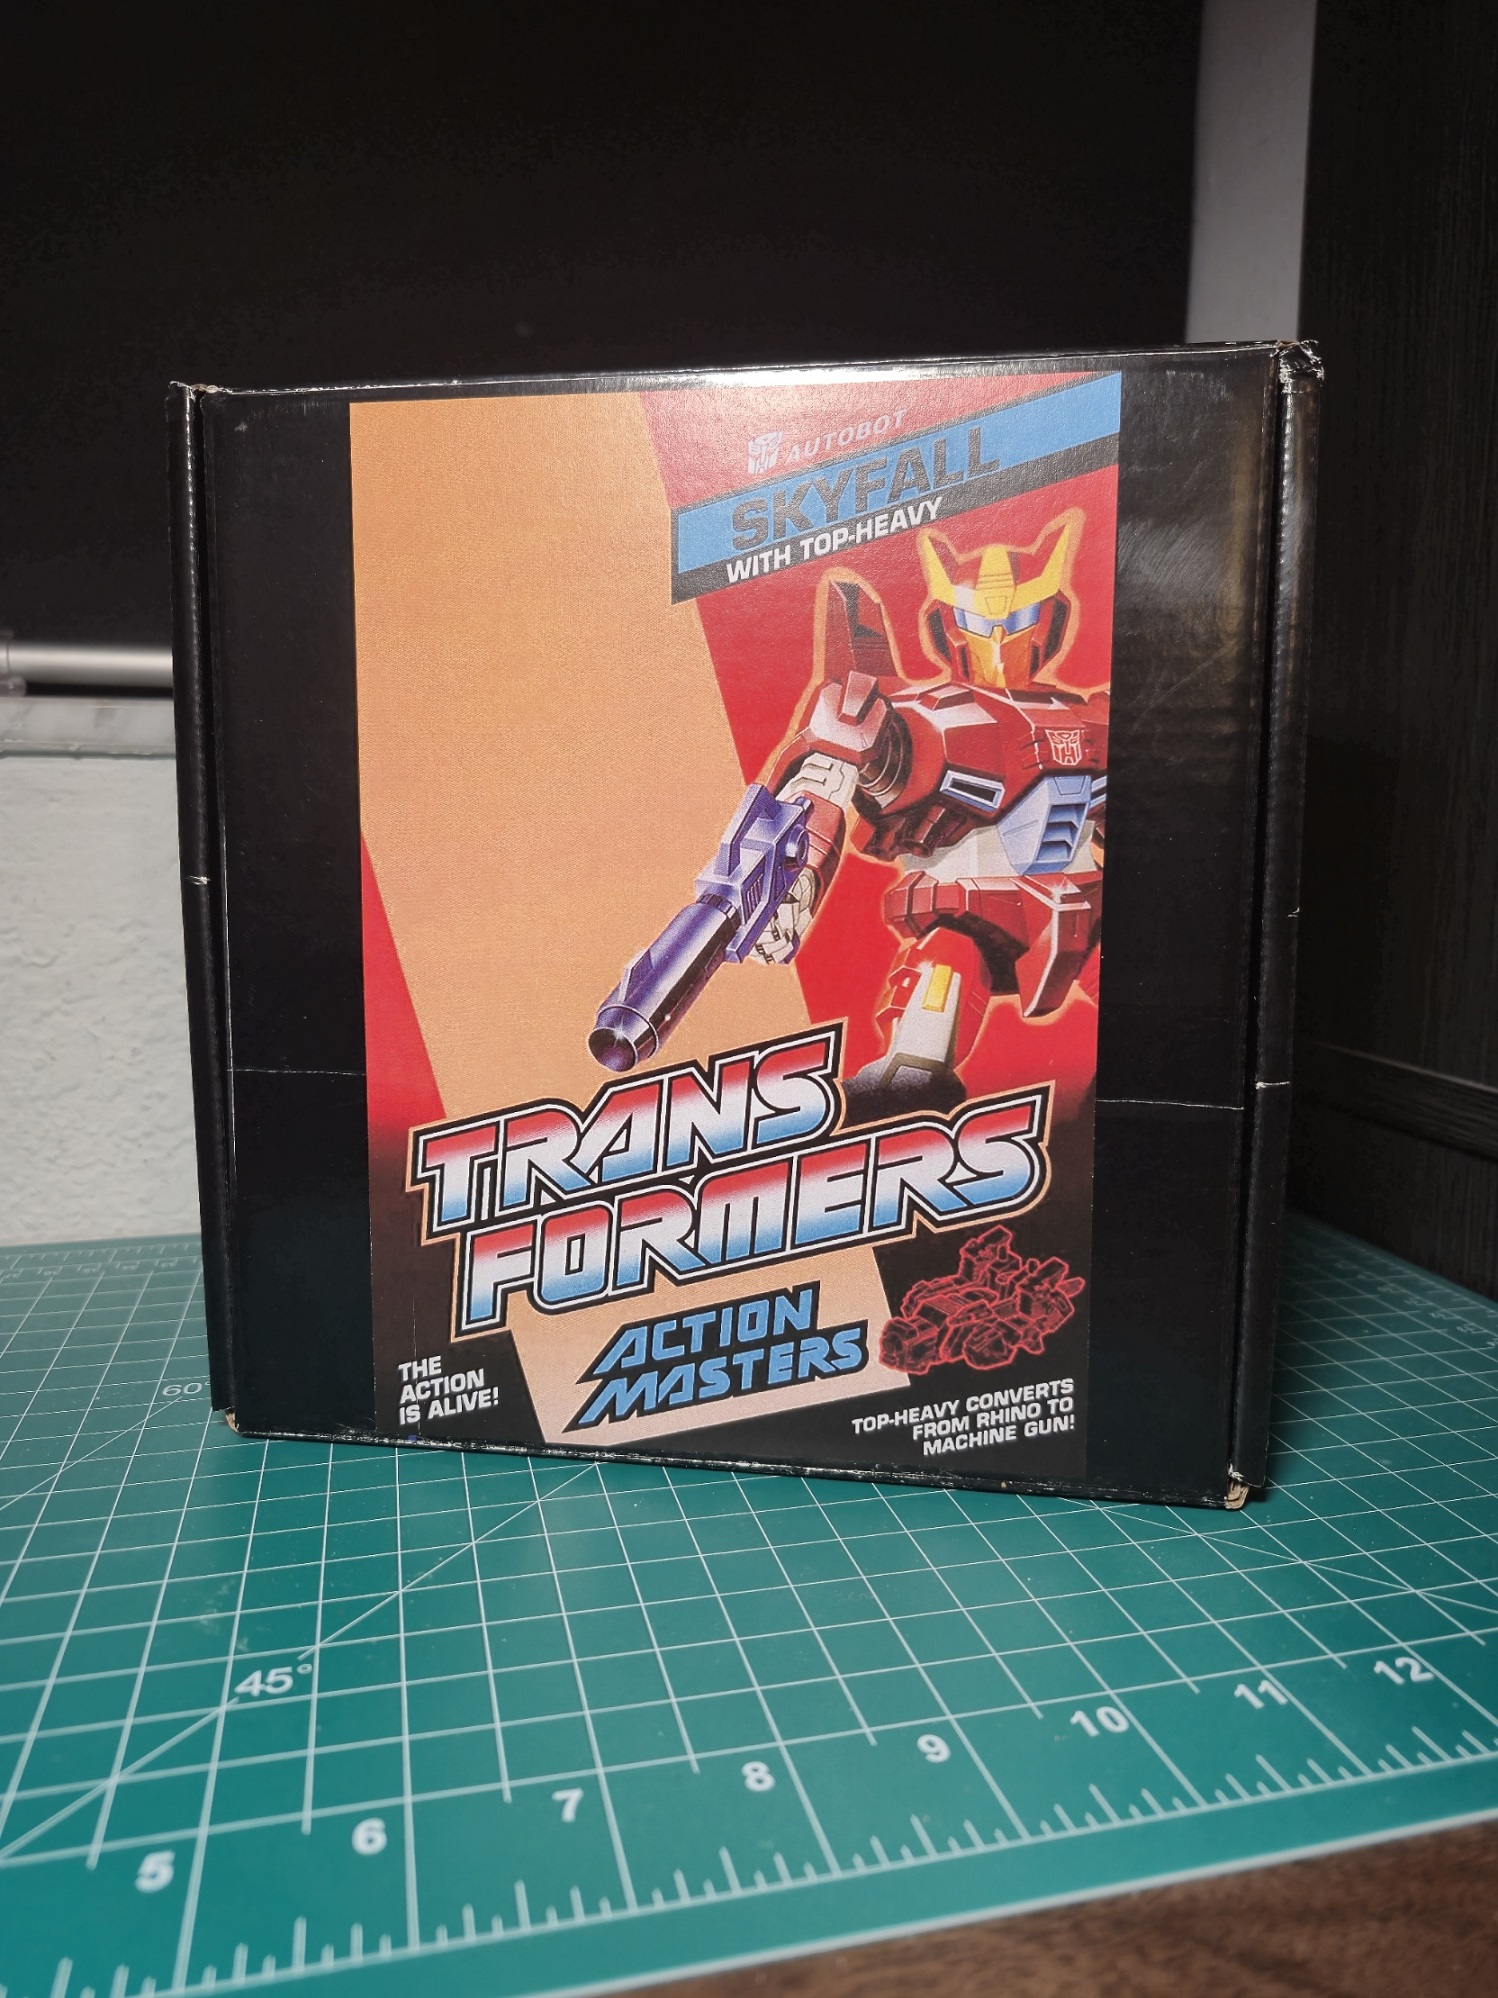 AUTOBOT
SKYFALL
WITH TOP-HEAVY
TRANS
FORMERS
ACTION
MASTERS
THE
ACTION
IS ALIVE!
TOP-HEAVY CONVERTS
FROM RHINO TO
MACHINE GUN!
60°
45°
5 6 7 8 9 10 11 12